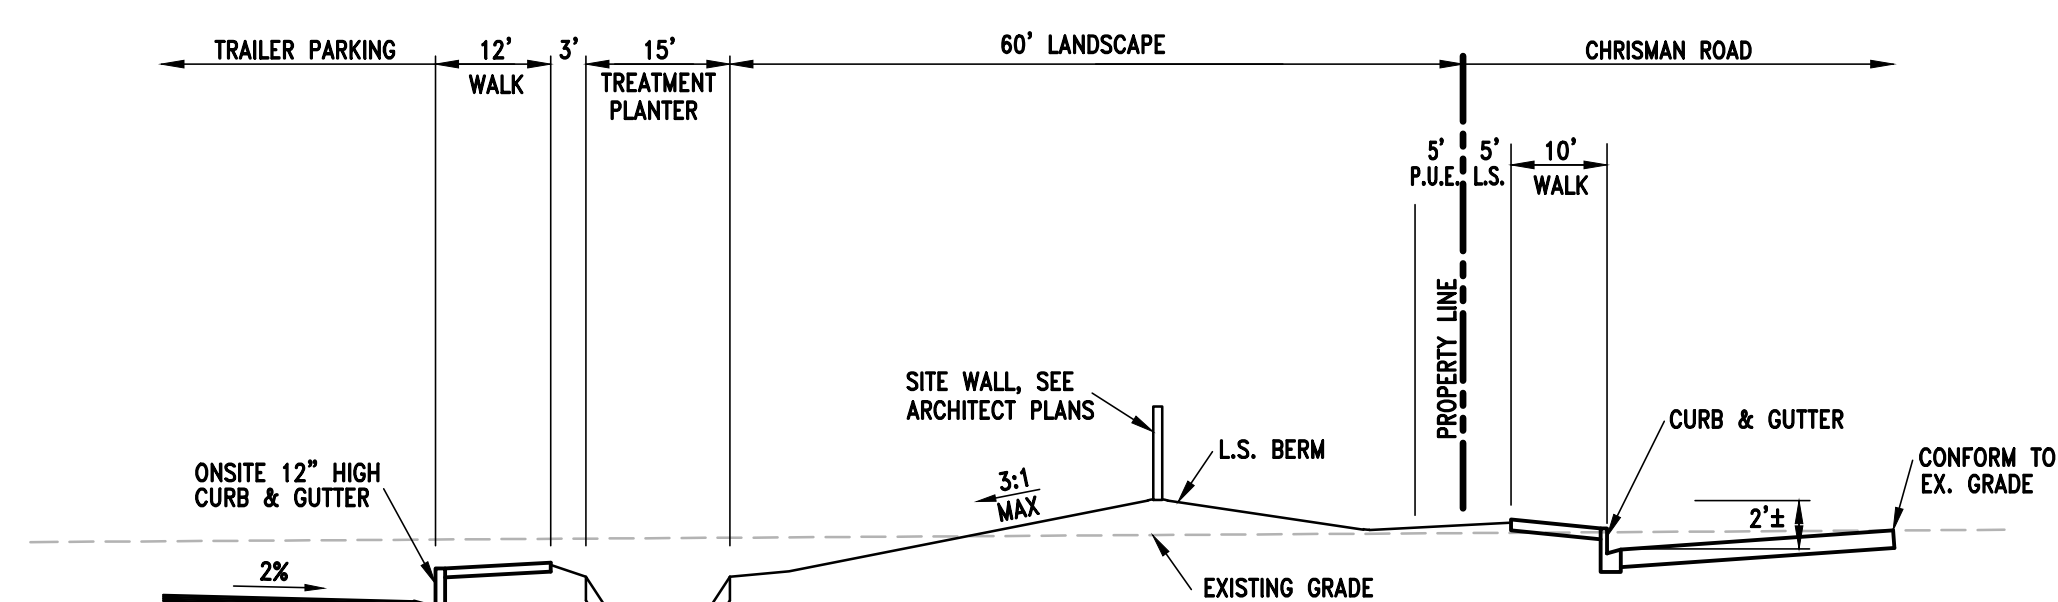 TRAILER PARKING
12'
WALK
3'
15'
TREATMENT
PLANTER
60' LANDSCAPE
CHRISMAN ROAD
5'
P.U.E.
5'
L.S.
10'
WALK
PROPERTY LINE
SITE WALL, SEE
ARCHITECT PLANS
L.S. BERM
CURB & GUTTER
CONFORM TO
EX. GRADE
ONSITE 12" HIGH
CURB & GUTTER
3:1
MAX
2'±
2%
EXISTING GRADE